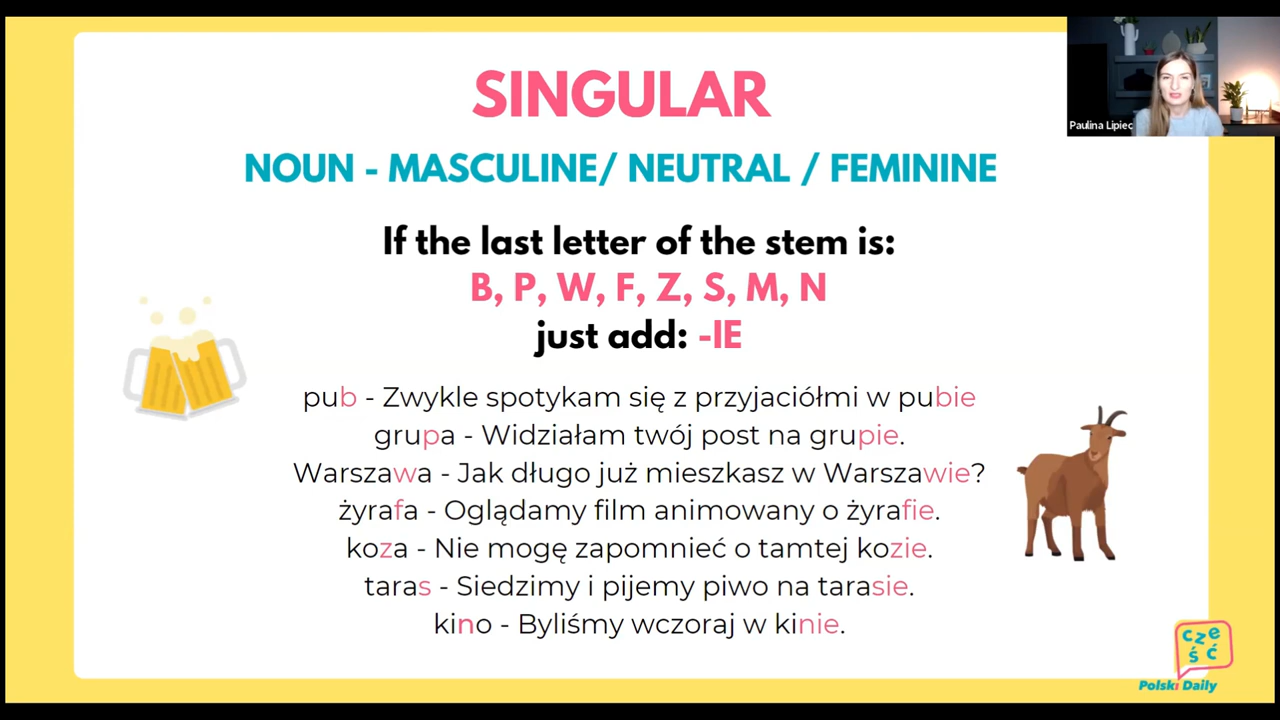 SINGULAR
Paulina Lipiec
NOUN - MASCULINE/ NEUTRAL / FEMININE
If the last letter of the stem is:
B, P, W, F, Z, S, M, N
just add: -IE
pub - Zwykle spotykam się z przyjaciółmi w pubie
grupa - Widziałam twój post na grupie.
Warszawa - Jak długo już mieszkasz w Warszawie?
żyrafa - Oglądamy film animowany o żyrafie.
koza - Nie mogę zapomnieć o tamtej kozie.
taras - Siedzimy i pijemy piwo na tarasie.
kino - Byliśmy wczoraj w kinie.
cze
ść
Polski Daily